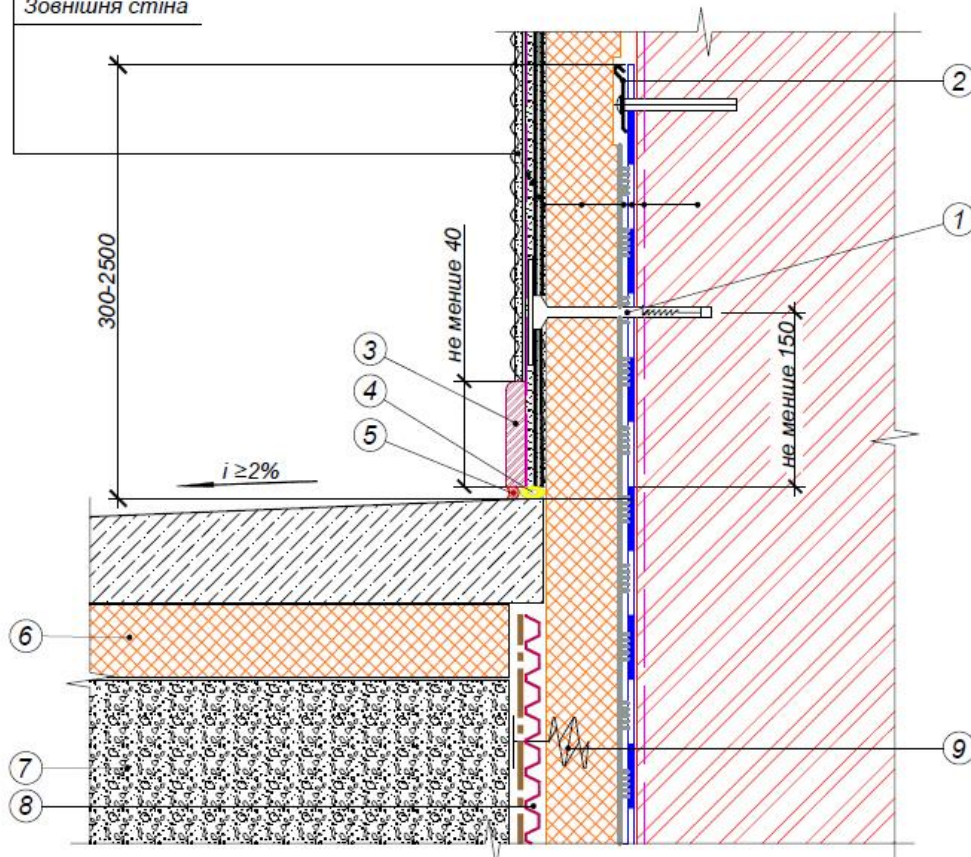 Зовнішня стіна
2
1
300-2500
не менше 40
не менше 150
3
4
5
i ≥2%
6
7
8
9